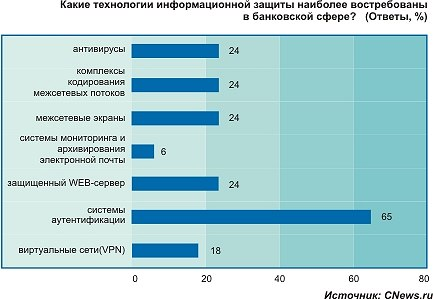 Какие технологии информационной защиты наиболее востребованы
в банковской сфере? (Ответы, %)
антивирусы
24
комплексы
кодирования
межсетевых потоков
24
межсетевые экраны
24
системы мониторинга и
архивирования
электронной почты
6
защищенный WEB-сервер
24
системы
аутентификации
65
виртуальные сети(VPN)
18
0 20 40 60 80
Источник: CNews.ru